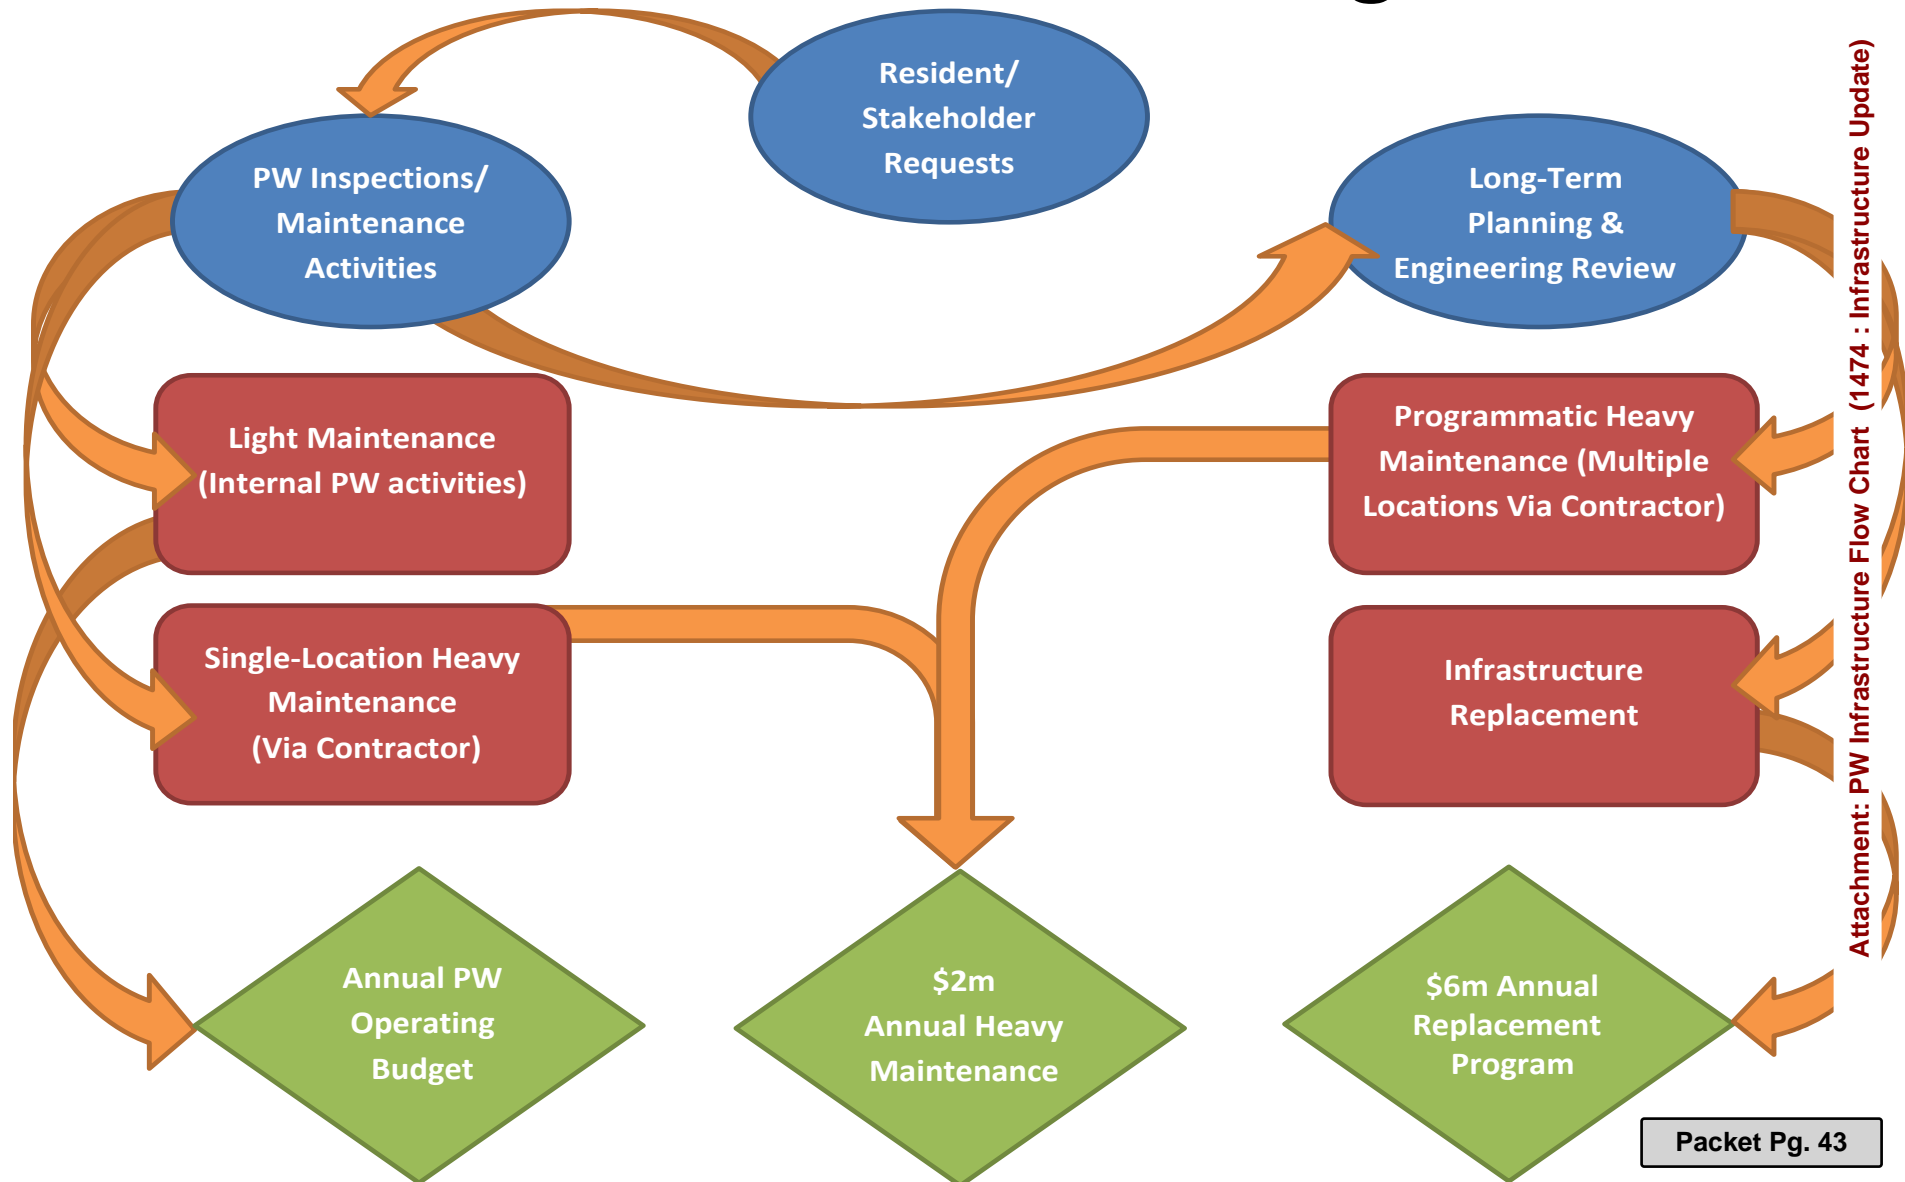 Resident/
Stakeholder
Requests
PW Inspections/
Maintenance
Activities
Long-Term
Planning &
Engineering Review
Light Maintenance
(Internal PW activities)
Programmatic Heavy
Maintenance (Multiple
Locations Via Contractor)
Single-Location Heavy
Maintenance
(Via Contractor)
Infrastructure
Replacement
Annual PW
Operating
Budget
$2m
Annual Heavy
Maintenance
$6m Annual
Replacement
Program
Attachment: PW Infrastructure Flow Chart (1474 : Infrastructure Update)
Packet Pg. 43